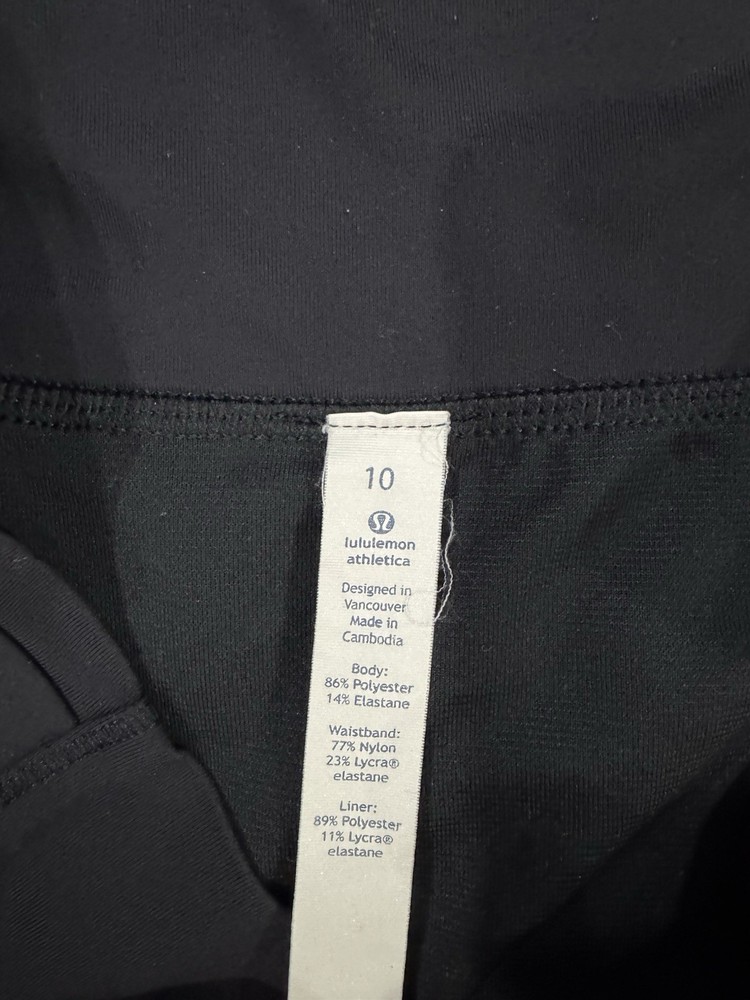 10
lululemon
athletica
Designed in
Vancouver
Made in
Cambodia
Body:
86% Polyester
14% Elastane
Waistband:
77% Nylon
23% Lycra®
elastane
Liner:
89% Polyester
11% Lycra®
elastane